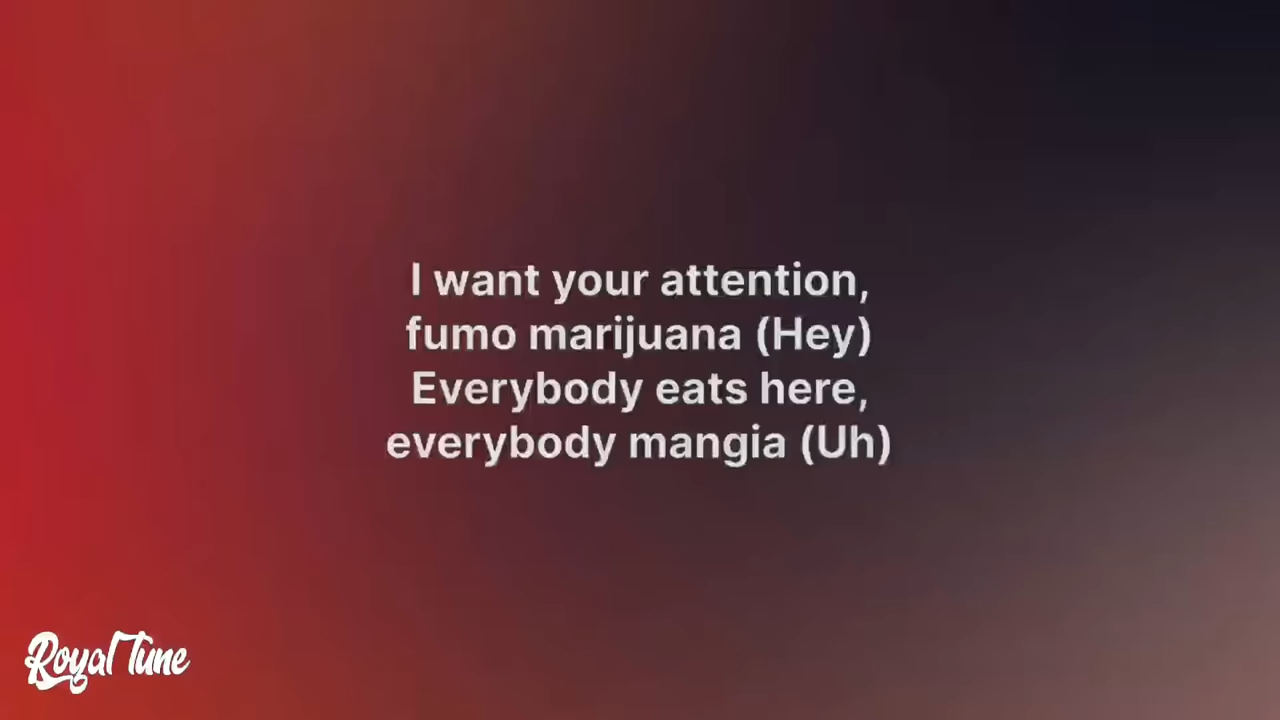 I want your attention,
fumo marijuana (Hey)
Everybody eats here,
everybody mangia (Uh)
Royal Tune